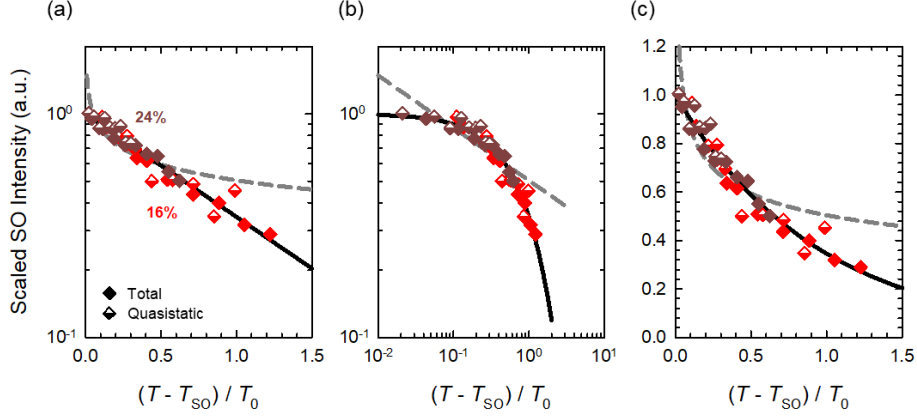 (a)
(b)
(c)
Scaled SO Intensity (a.u.)
10⁰
10⁻¹
24%
16%
Total
Quasistatic
0.0 0.5 1.0 1.5
(T - T_SO) / T_0
10⁰
10⁻¹
10⁻² 10⁻¹ 10⁰ 10¹
(T - T_SO) / T_0
1.2
1.0
0.8
0.6
0.4
0.2
0.0
0.0 0.5 1.0 1.5
(T - T_SO) / T_0